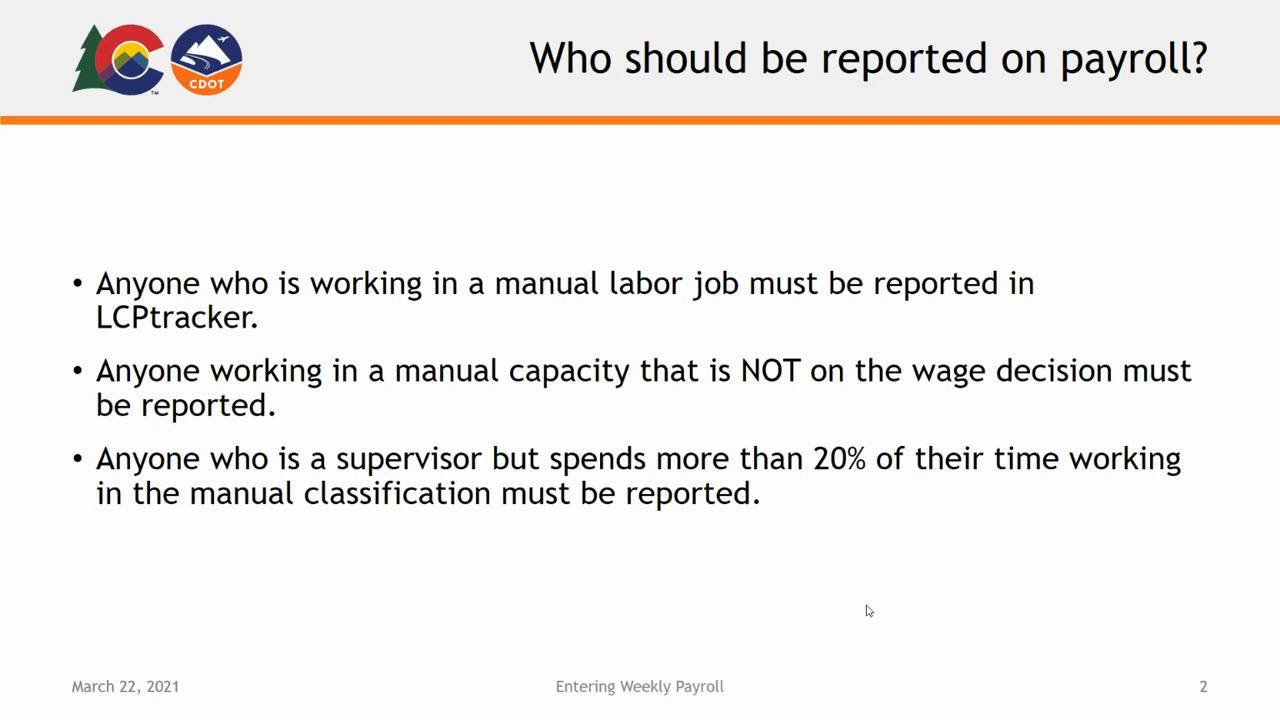 CDOT
TM
Who should be reported on payroll?
• Anyone who is working in a manual labor job must be reported in
LCPtracker.
• Anyone working in a manual capacity that is NOT on the wage decision must
be reported.
• Anyone who is a supervisor but spends more than 20% of their time working
in the manual classification must be reported.
March 22, 2021
Entering Weekly Payroll
2